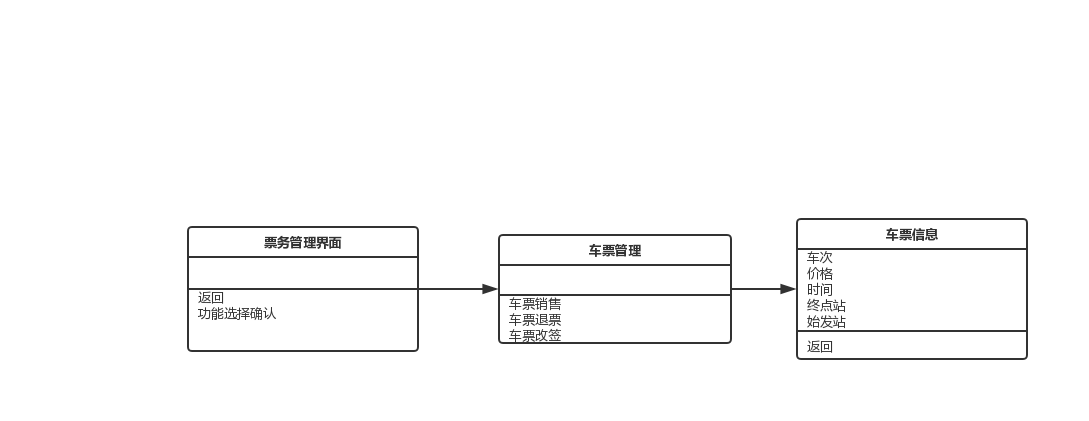 票务管理界面
返回
功能选择确认
车票管理
车票销售
车票退票
车票改签
车票信息
车次
价格
时间
终点站
始发站
返回